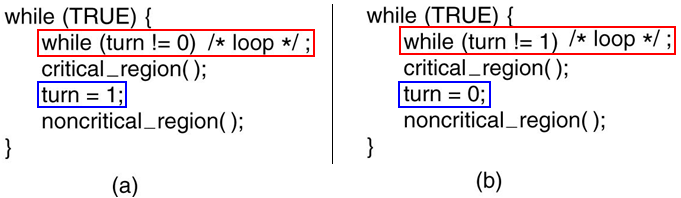 while (TRUE) {
while (turn != 0) /* loop */ ;
critical_region( );
turn = 1;
noncritical_region( );
}
(a)
while (TRUE) {
while (turn != 1) /* loop */ ;
critical_region( );
turn = 0;
noncritical_region( );
}
(b)